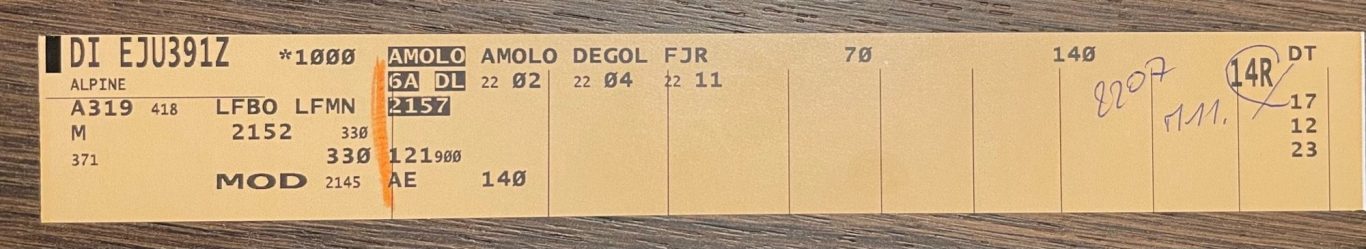 DI EJU391Z *1000 AMOLO AMOLO DEGOL FJR 70 140 DT
ALPINE 6A DL 22 02 22 04 22 11 14R
A319 418 LFBO LFMN 2157 2207 17
M 2152 330 12
371 330 121900 23
MOD 2145 AE 140